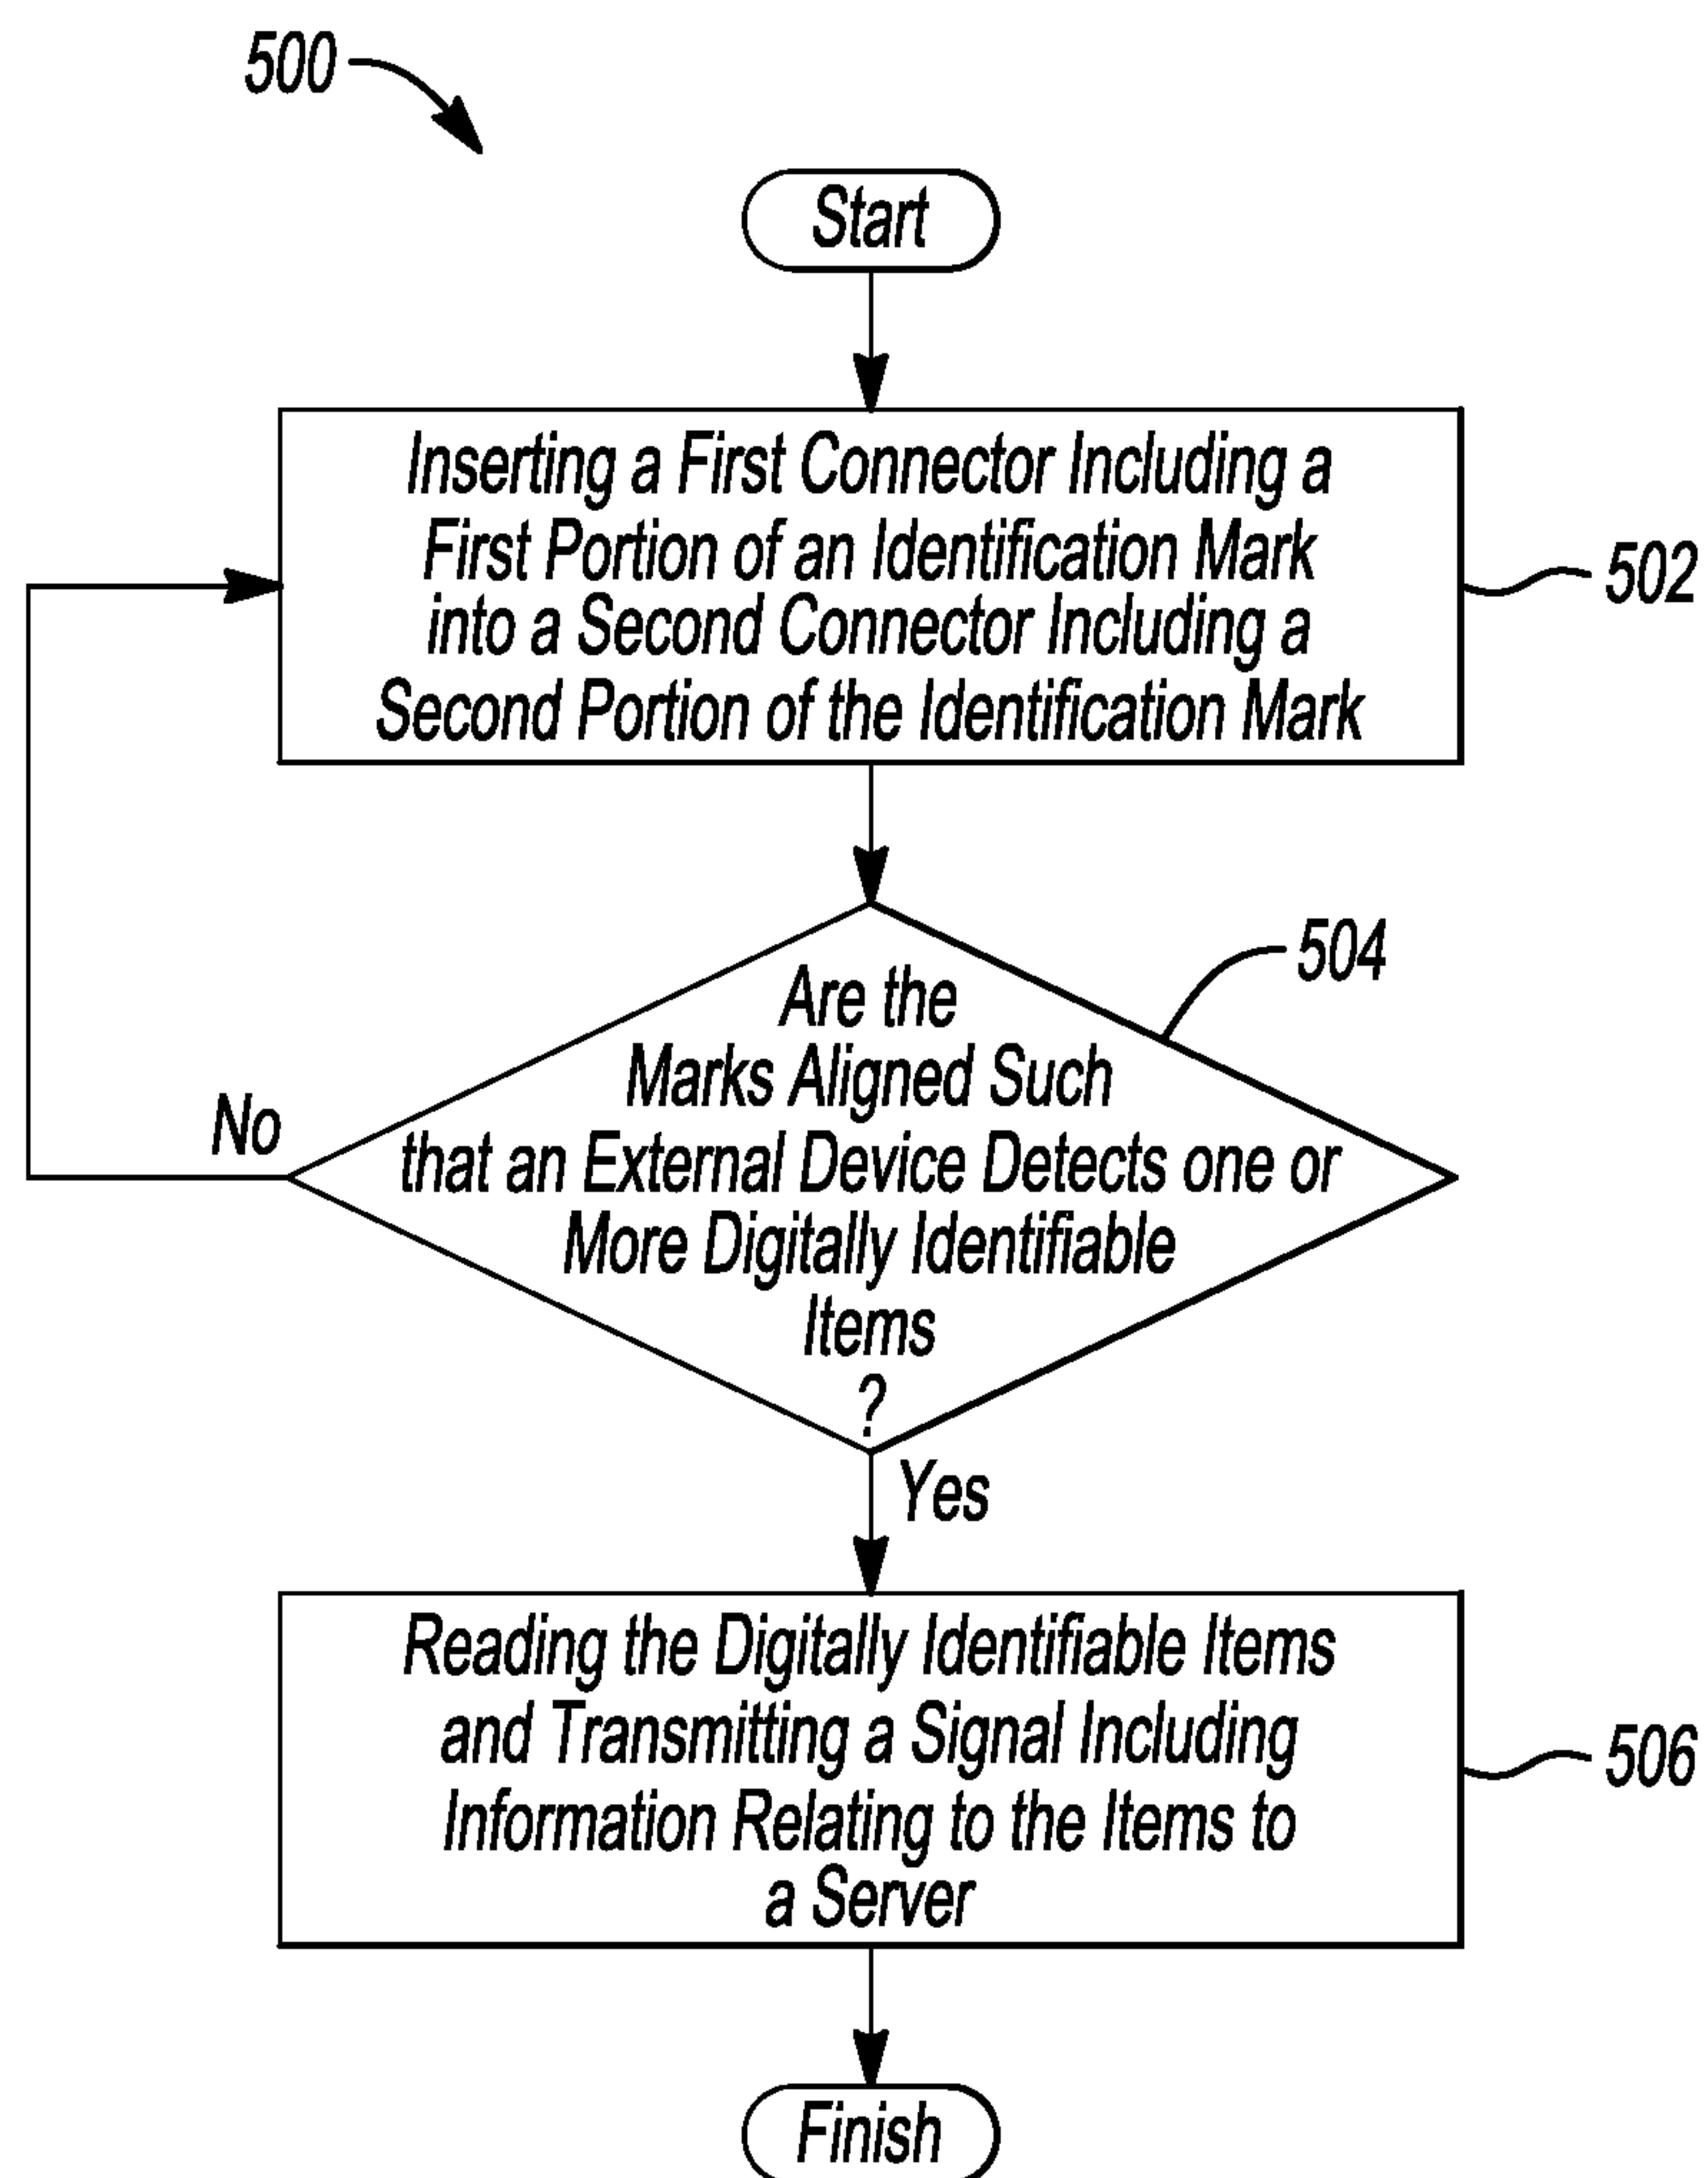 500
Start
Inserting a First Connector Including a
First Portion of an Identification Mark
into a Second Connector Including a
Second Portion of the Identification Mark
502
504
Are the
Marks Aligned Such
that an External Device Detects one or
More Digitally Identifiable
Items
?
No
Yes
Reading the Digitally Identifiable Items
and Transmitting a Signal Including
Information Relating to the Items to
a Server
506
Finish